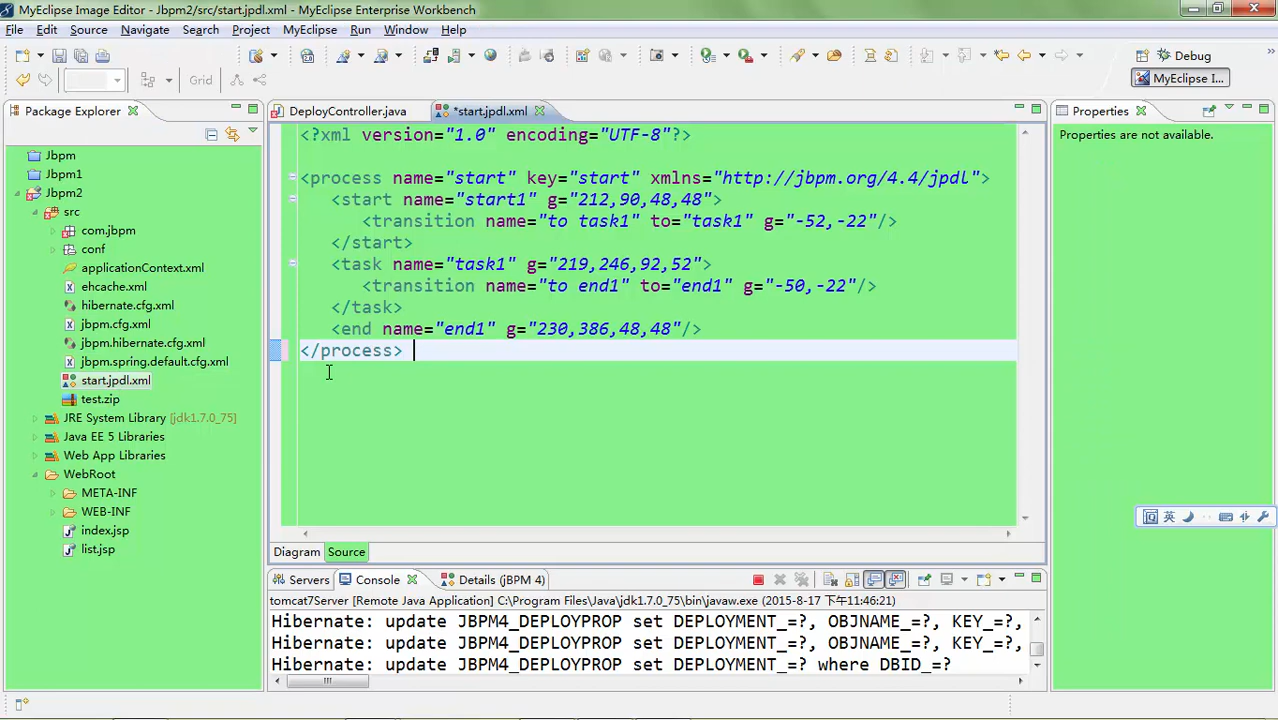 MyEclipse Image Editor - Jbpm2/src/start.jpdl.xml - MyEclipse Enterprise Workbench
File Edit Source Navigate Search Project MyEclipse Run Window Help
Grid
Debug
MyEclipse I...
Package Explorer
DeployController.java
*start.jpdl.xml
Properties
Properties are not available.
Jbpm
Jbpm1
Jbpm2
src
com.jbpm
conf
applicationContext.xml
ehcache.xml
hibernate.cfg.xml
jbpm.cfg.xml
jbpm.hibernate.cfg.xml
jbpm.spring.default.cfg.xml
start.jpdl.xml
test.zip
JRE System Library [jdk1.7.0_75]
Java EE 5 Libraries
Web App Libraries
WebRoot
META-INF
WEB-INF
index.jsp
list.jsp
<?xml version="1.0" encoding="UTF-8"?>
<process name="start" key="start" xmlns="http://jbpm.org/4.4/jpdl">
<start name="start1" g="212,90,48,48">
<transition name="to task1" to="task1" g="-52,-22"/>
</start>
<task name="task1" g="219,246,92,52">
<transition name="to end1" to="end1" g="-50,-22"/>
</task>
<end name="end1" g="230,386,48,48"/>
</process>
英
Diagram Source
Servers Console Details (jBPM 4)
tomcat7Server [Remote Java Application] C:\Program Files\Java\jdk1.7.0_75\bin\javaw.exe (2015-8-17 下午11:46:21)
Hibernate: update JBPM4_DEPLOYPROP set DEPLOYMENT_=?, OBJNAME_=?, KEY_=?,
Hibernate: update JBPM4_DEPLOYPROP set DEPLOYMENT_=?, OBJNAME_=?, KEY_=?,
Hibernate: update JBPM4_DEPLOYPROP set DEPLOYMENT_=? where DBID_=?